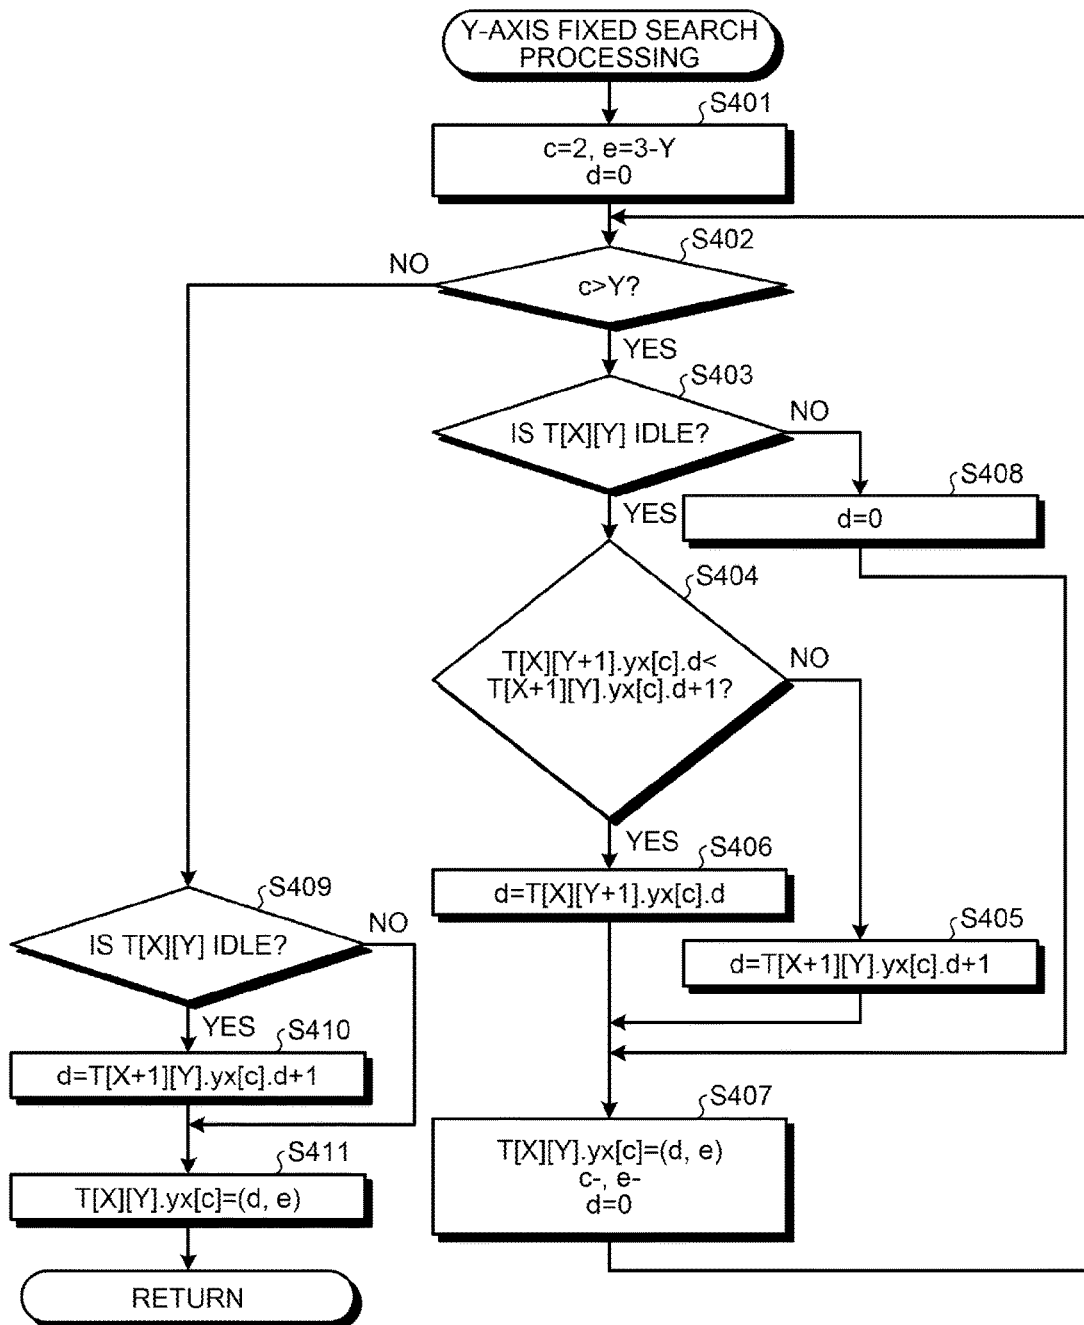 Y-AXIS FIXED SEARCH
PROCESSING
S401
c=2, e=3-Y
d=0
S402
NO
c>Y?
YES
S403
NO
IS T[X][Y] IDLE?
S408
YES
d=0
S404
T[X][Y+1].yx[c].d<
T[X+1][Y].yx[c].d+1?
NO
YES
S406
d=T[X][Y+1].yx[c].d
S409
NO
IS T[X][Y] IDLE?
S405
d=T[X+1][Y].yx[c].d+1
YES
S410
d=T[X+1][Y].yx[c].d+1
S407
T[X][Y].yx[c]=(d, e)
c-, e-
d=0
S411
T[X][Y].yx[c]=(d, e)
RETURN